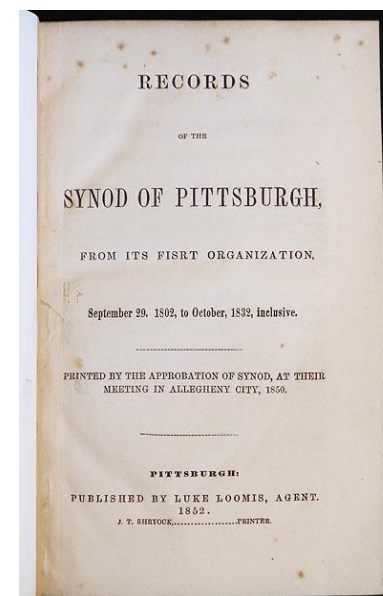 RECORDS
OF THE
SYNOD OF PITTSBURGH,
FROM ITS FISRT ORGANIZATION,
September 29. 1802, to October, 1832, inclusive.
PRINTED BY THE APPROBATION OF SYNOD, AT THEIR
MEETING IN ALLEGHENY CITY, 1850.
PITTSBURGH:
PUBLISHED BY LUKE LOOMIS, AGENT.
1852.
J. T. SHRYOCK,...................PRINTER.